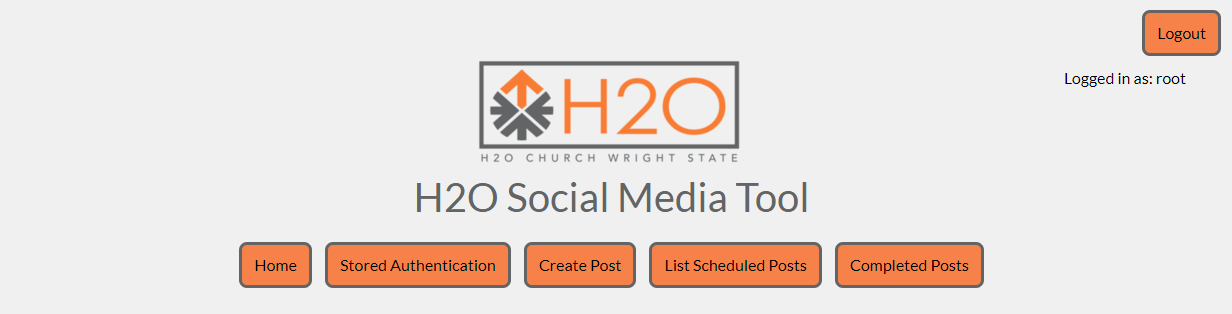 Logout
Logged in as: root
H2O
H2O CHURCH WRIGHT STATE
H2O Social Media Tool
Home Stored Authentication Create Post List Scheduled Posts Completed Posts